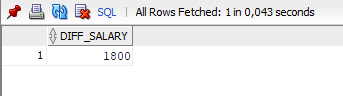 SQL | All Rows Fetched: 1 in 0,043 seconds
DIFF_SALARY
1 1800